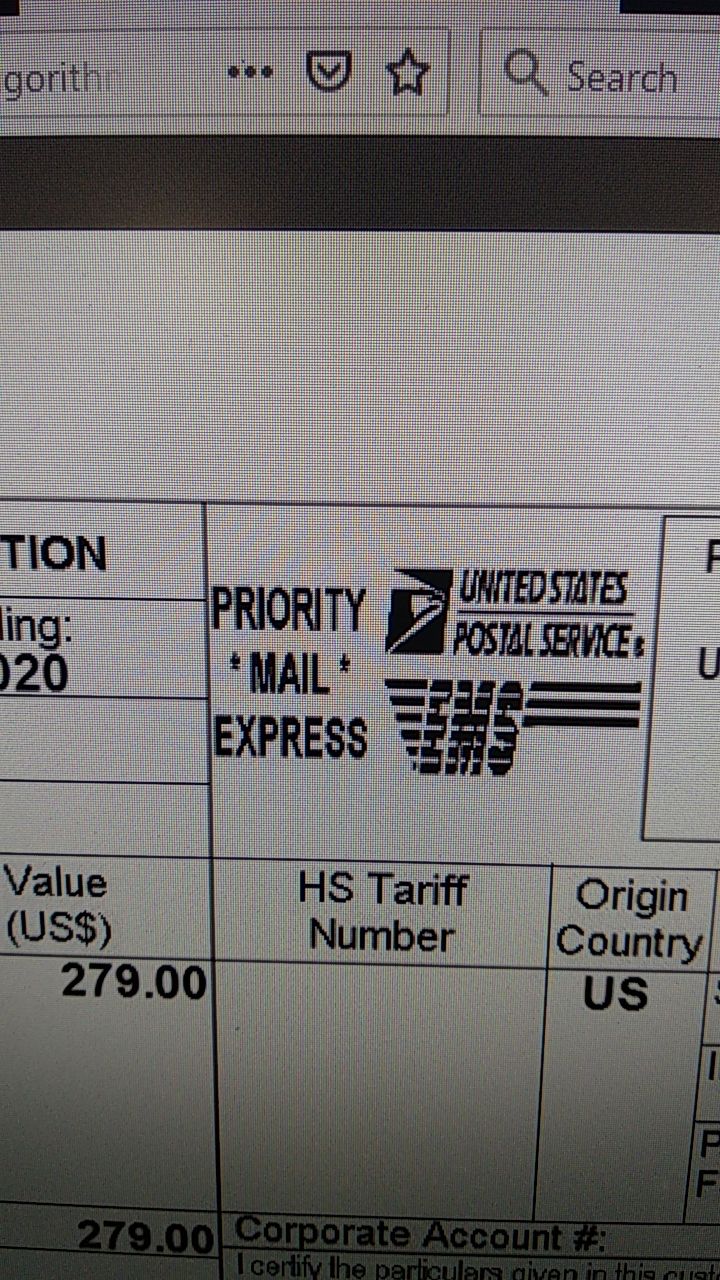 gorith
Search
TION
PRIORITY
* MAIL *
EXPRESS
UNITED STATES
POSTAL SERVICE®
EMS
ling:
020
Value
(US$)
HS Tariff
Number
Origin
Country
279.00
US
279.00
Corporate Account #:
I certify the particulars given in this cust